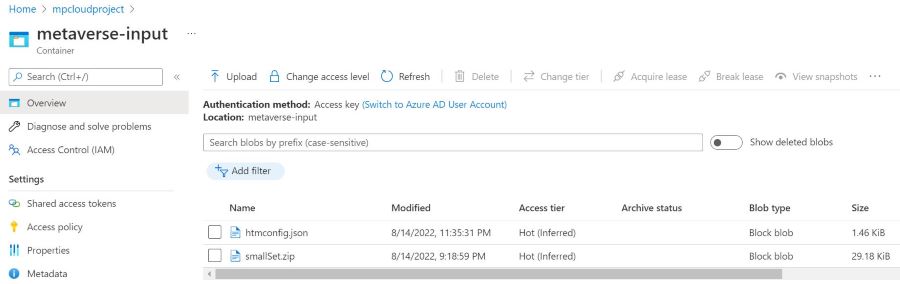 Home > mpcloudproject >
metaverse-input ...
Container
Search (Ctrl+/) «
Upload Change access level Refresh Delete Change tier Acquire lease Break lease View snapshots ...
Overview
Diagnose and solve problems
Access Control (IAM)
Settings
Shared access tokens
Access policy
Properties
Metadata
Authentication method: Access key (Switch to Azure AD User Account)
Location: metaverse-input
Search blobs by prefix (case-sensitive)
Show deleted blobs
Add filter
Name Modified Access tier Archive status Blob type Size
htmconfig.json 8/14/2022, 11:35:31 PM Hot (Inferred) Block blob 1.46 KiB
smallSet.zip 8/14/2022, 9:18:59 PM Hot (Inferred) Block blob 29.18 KiB